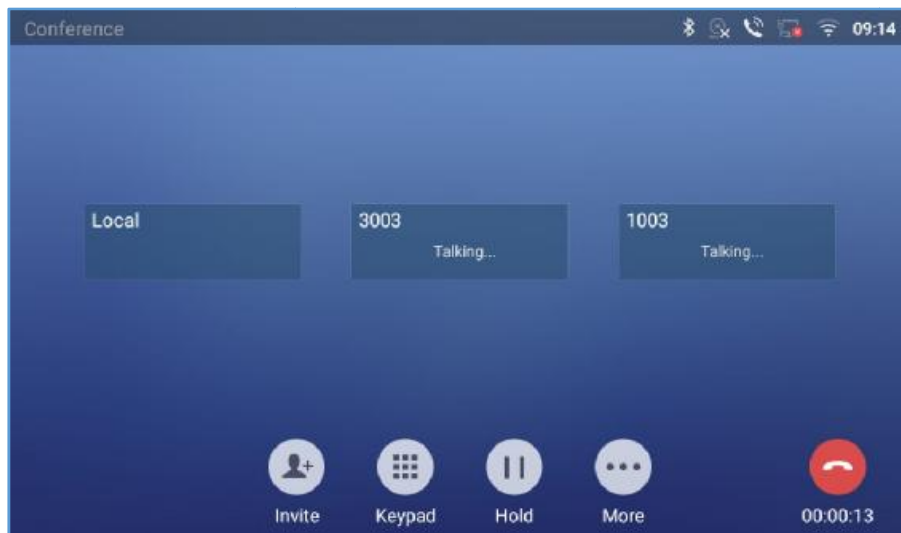 Conference 09:14
Local 3003 1003
Talking... Talking...
Invite Keypad Hold More 00:00:13